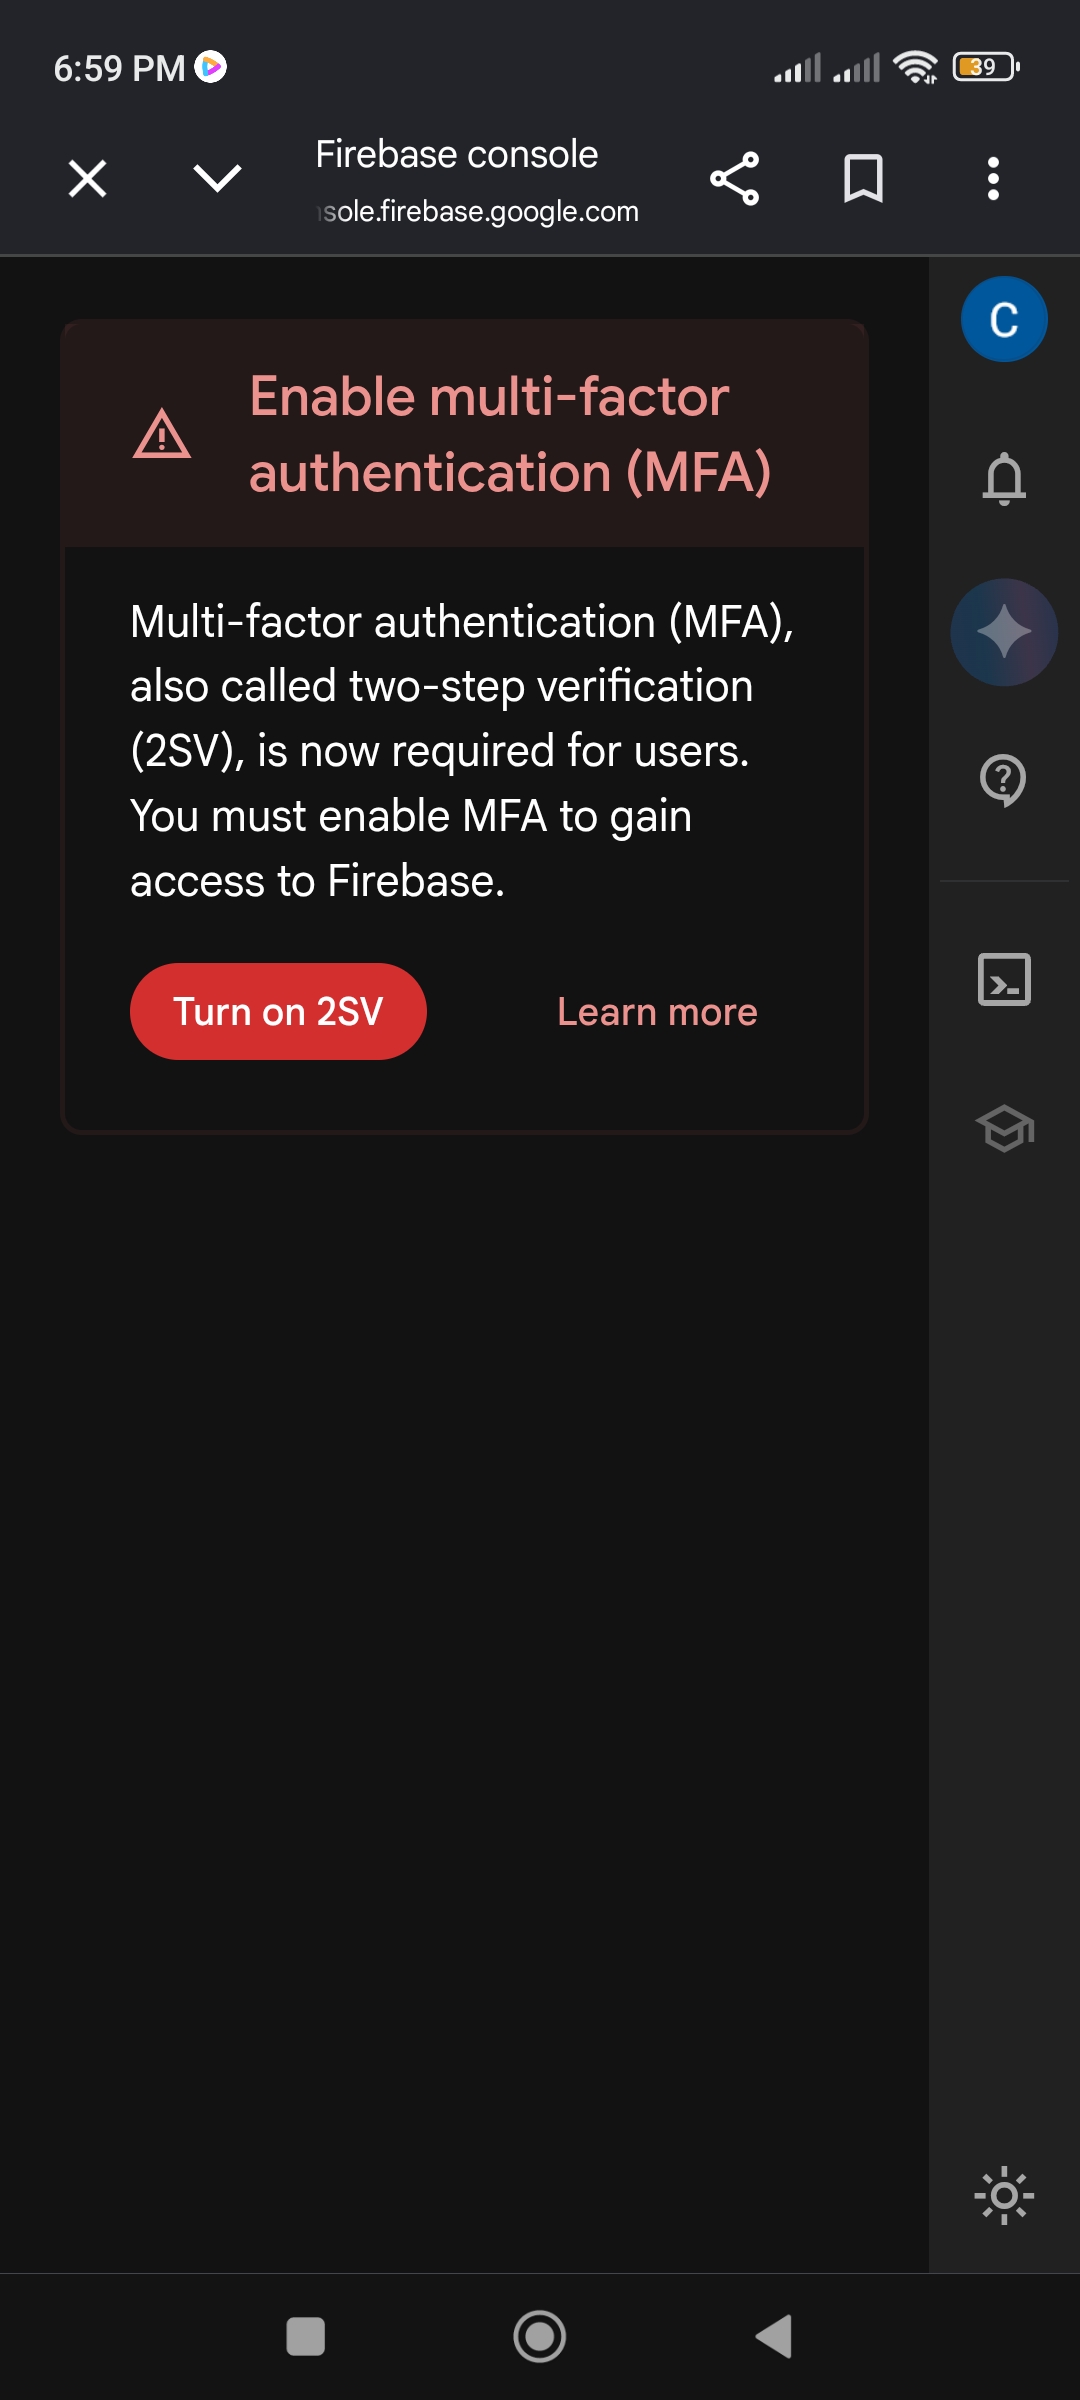 6:59 PM
39
Firebase console
sole.firebase.google.com
C
Enable multi-factor
authentication (MFA)
Multi-factor authentication (MFA),
also called two-step verification
(2SV), is now required for users.
You must enable MFA to gain
access to Firebase.
Turn on 2SV
Learn more